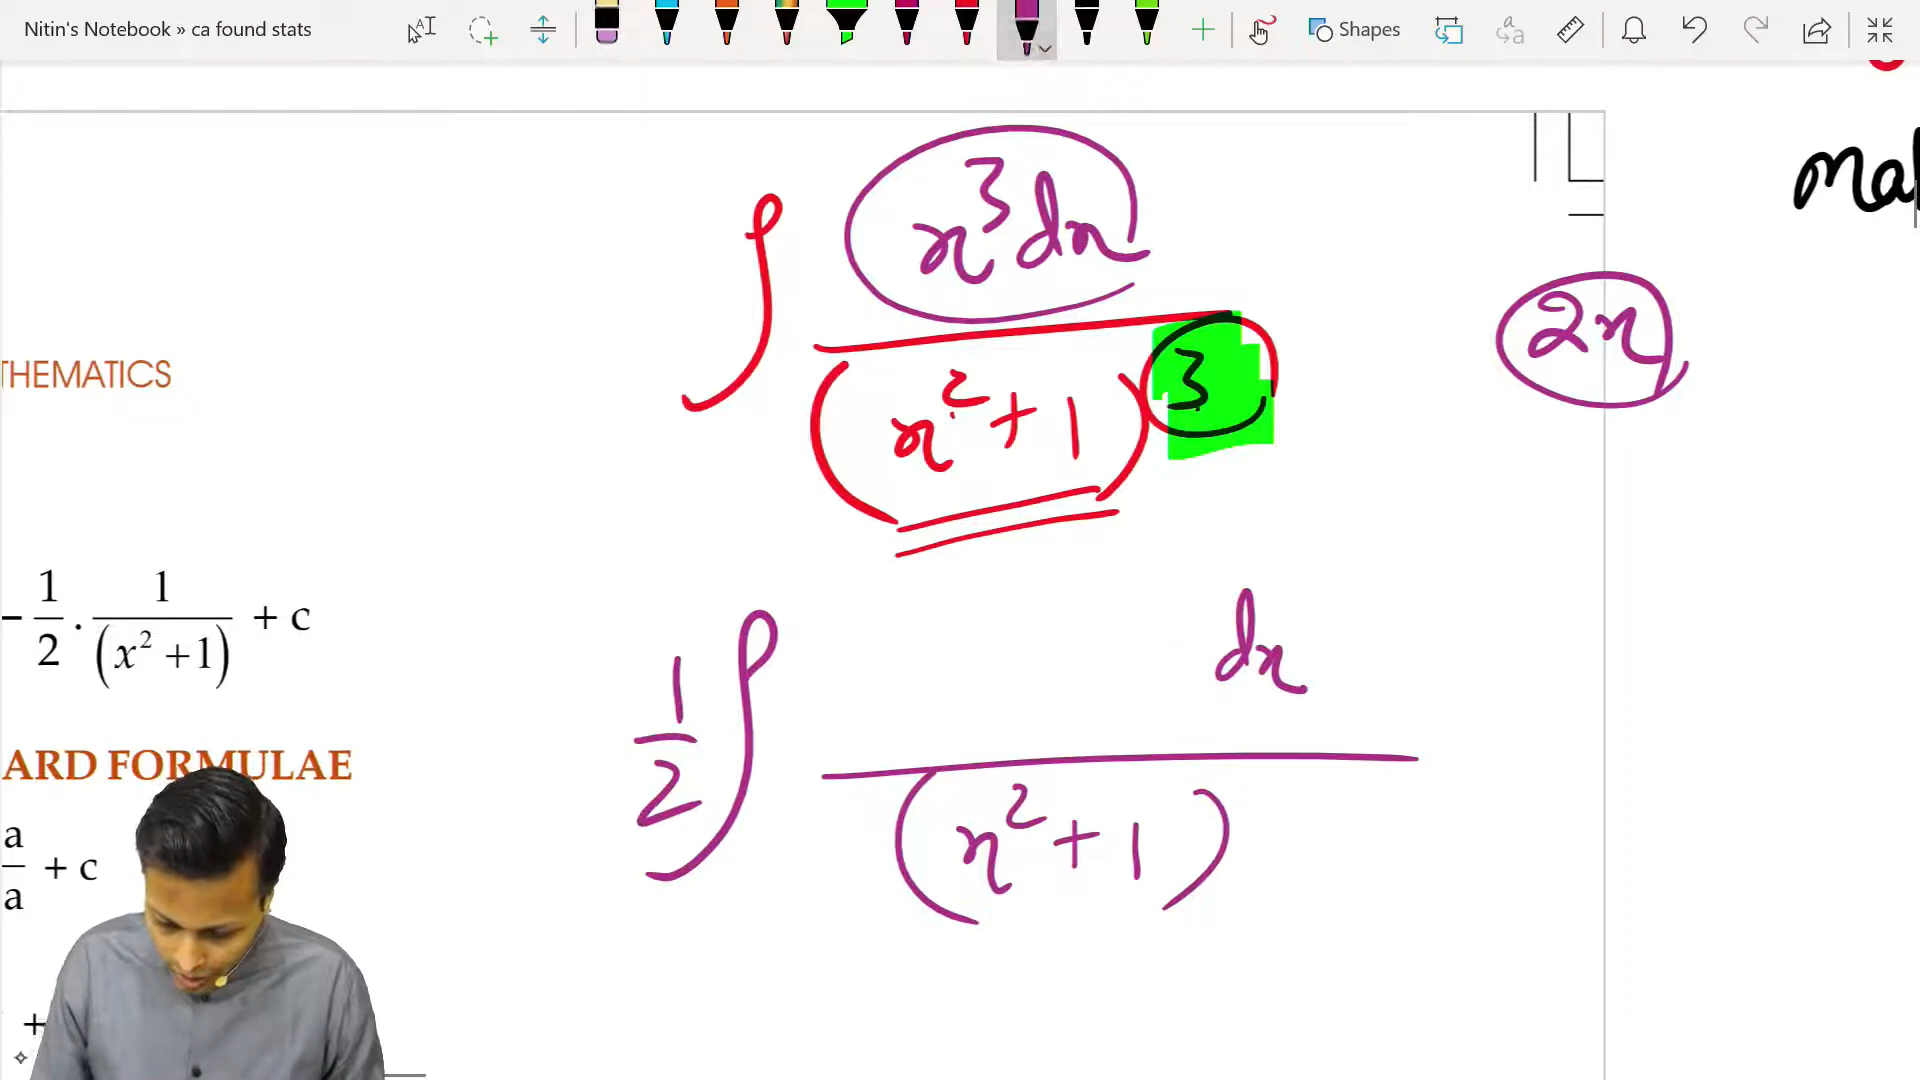 Nitin's Notebook » ca found stats
Shapes
∫ x³dx / (x²+1)³
Ma
2x
THEMATICS
- 1/2 · 1/(x²+1) + c
1/2 ∫ dx / (x²+1)
ARD FORMULAE
a/a + c
+